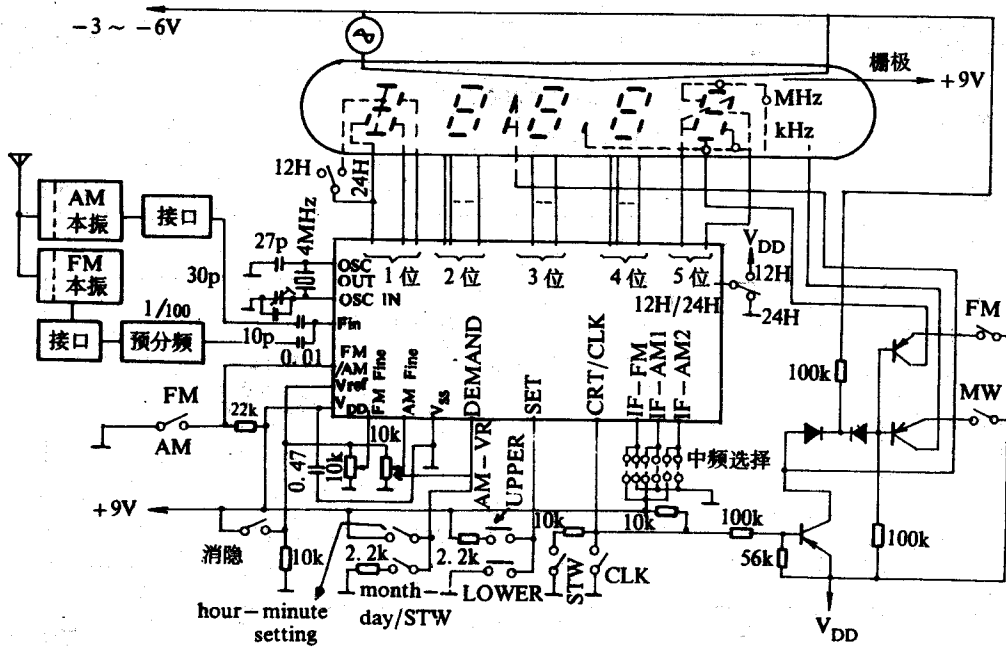 -3 ~ -6V
栅极
+9V
MHz
kHz
12H
24H
AM
本振
接口
FM
本振
接口
1/100
预分频
27p
4MHz
30p
10p
0.01
OSC
OUT
OSC IN
Fin
FM
/AM
Vref
VDD
FM Fine
AM Fine
VSS
DEMAND
SET
CRT/CLK
IF-FM
IF-AM1
IF-AM2
1位
2位
3位
4位
5位
12H/24H
VDD
12H
24H
FM
MW
100k
FM
AM
22k
0.47
10k
10k
AM-VR
UPPER
中频选择
+9V
消隐
10k
2.2k
2.2k
10k
10k
100k
56k
100k
STW
CLK
LOWER
month-
day/STW
hour-minute
setting
VDD